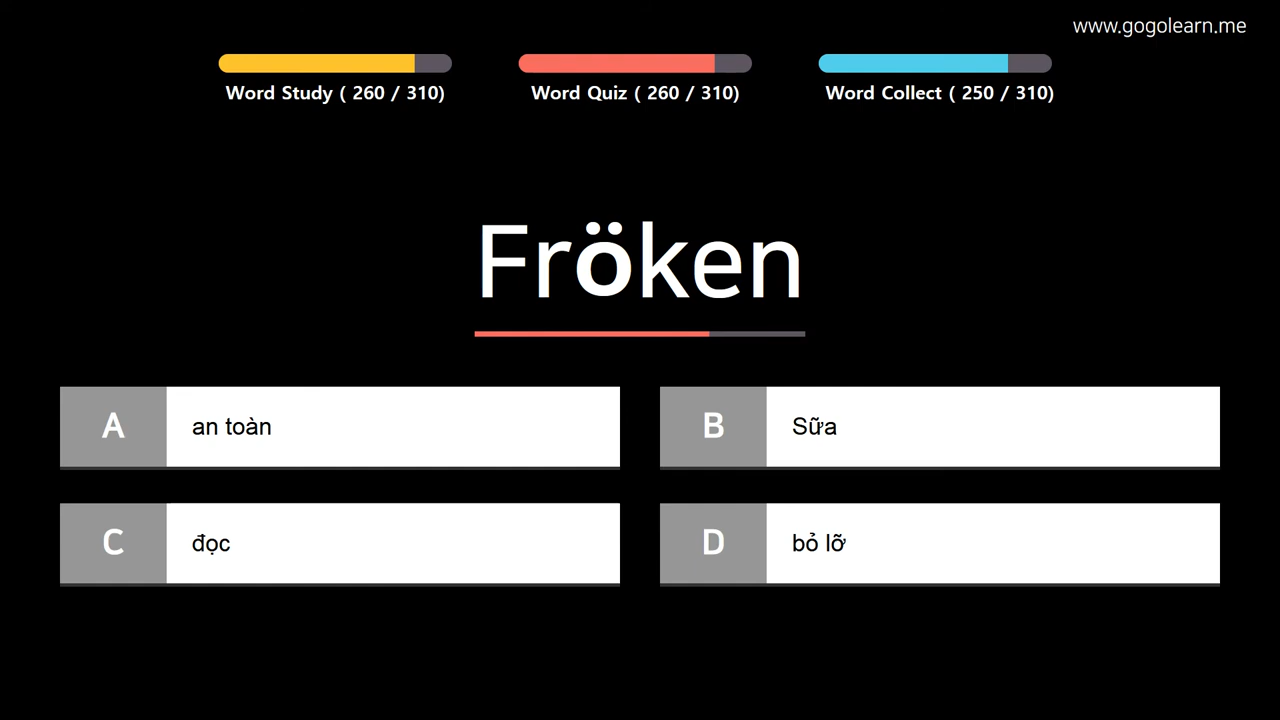 www.gogolearn.me
Word Study ( 260 / 310)
Word Quiz ( 260 / 310)
Word Collect ( 250 / 310)
Fröken
A
an toàn
B
Sữa
C
đọc
D
bỏ lỡ